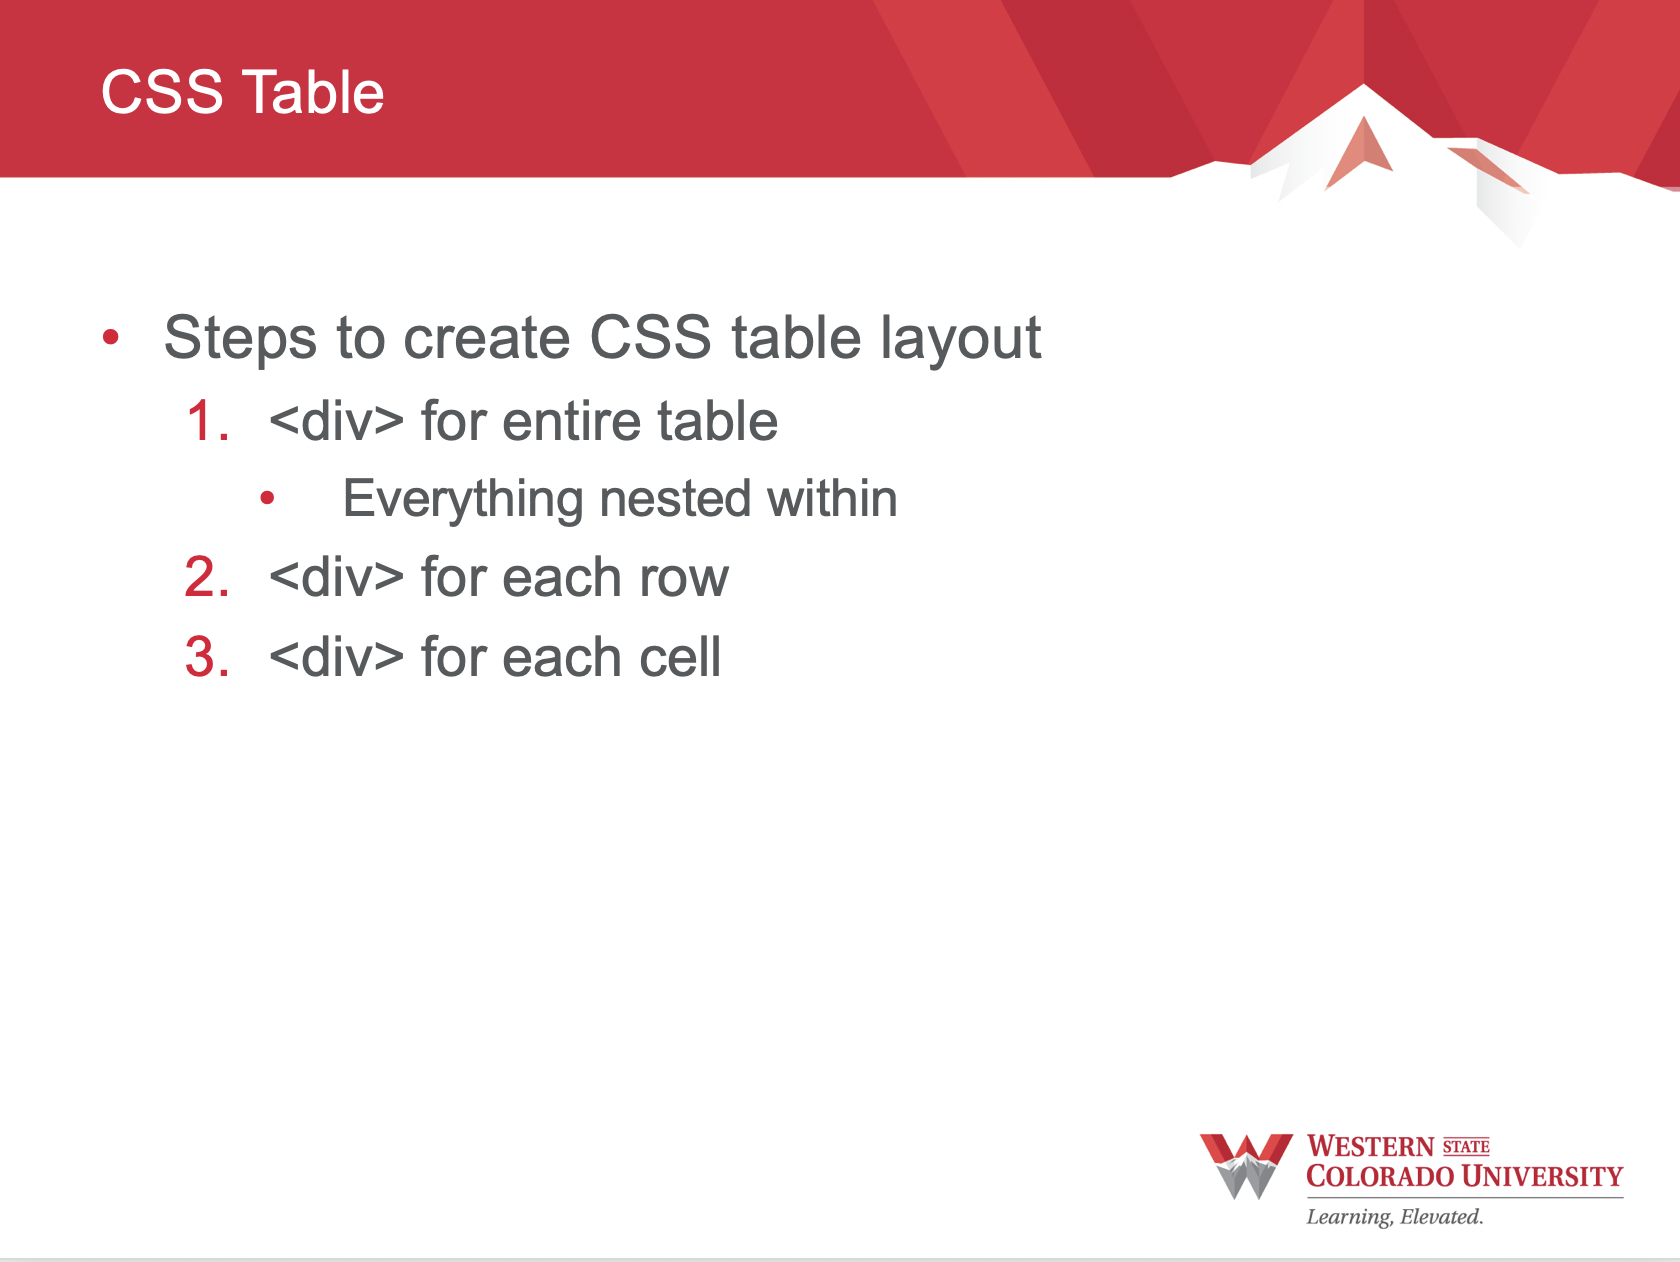 CSS Table
• Steps to create CSS table layout
1. <div> for entire table
• Everything nested within
2. <div> for each row
3. <div> for each cell
WESTERN STATE
COLORADO UNIVERSITY
Learning, Elevated.